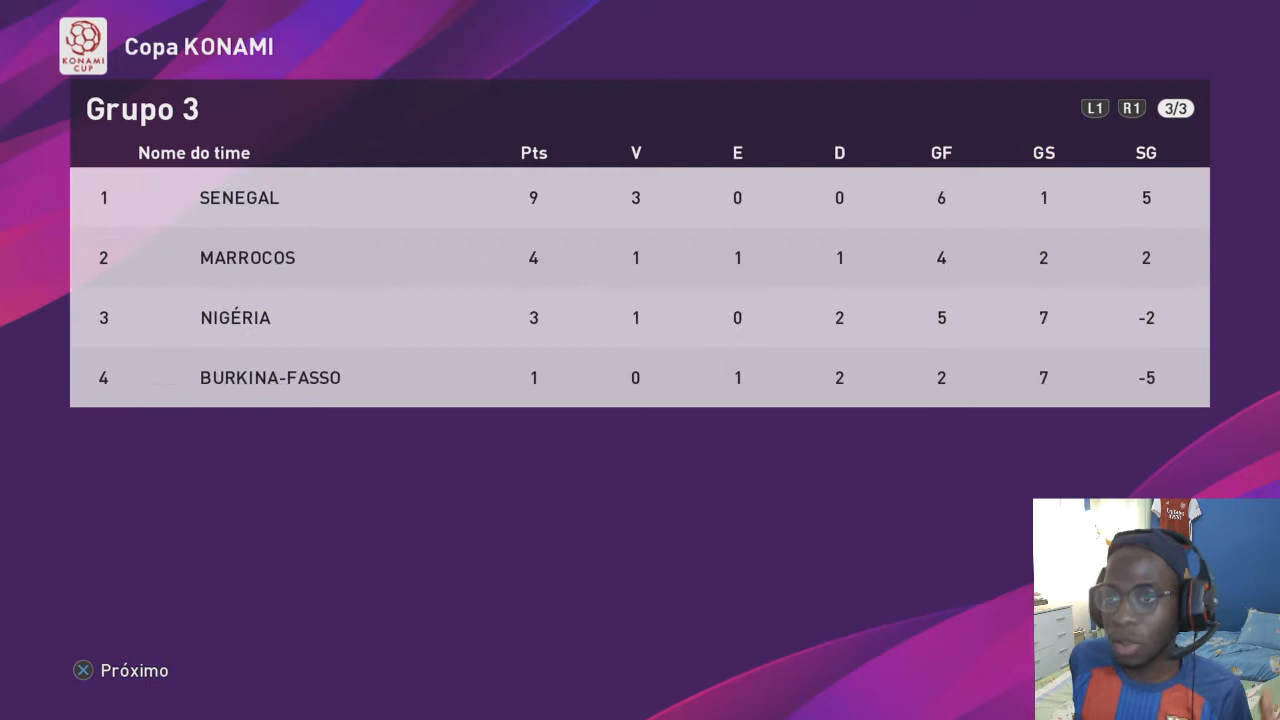 KONAMI
CUP
Copa KONAMI
Grupo 3
L1 R1 3/3
Nome do time Pts V E D GF GS SG
1 SENEGAL 9 3 0 0 6 1 5
2 MARROCOS 4 1 1 1 4 2 2
3 NIGÉRIA 3 1 0 2 5 7 -2
4 BURKINA-FASSO 1 0 1 2 2 7 -5
Próximo